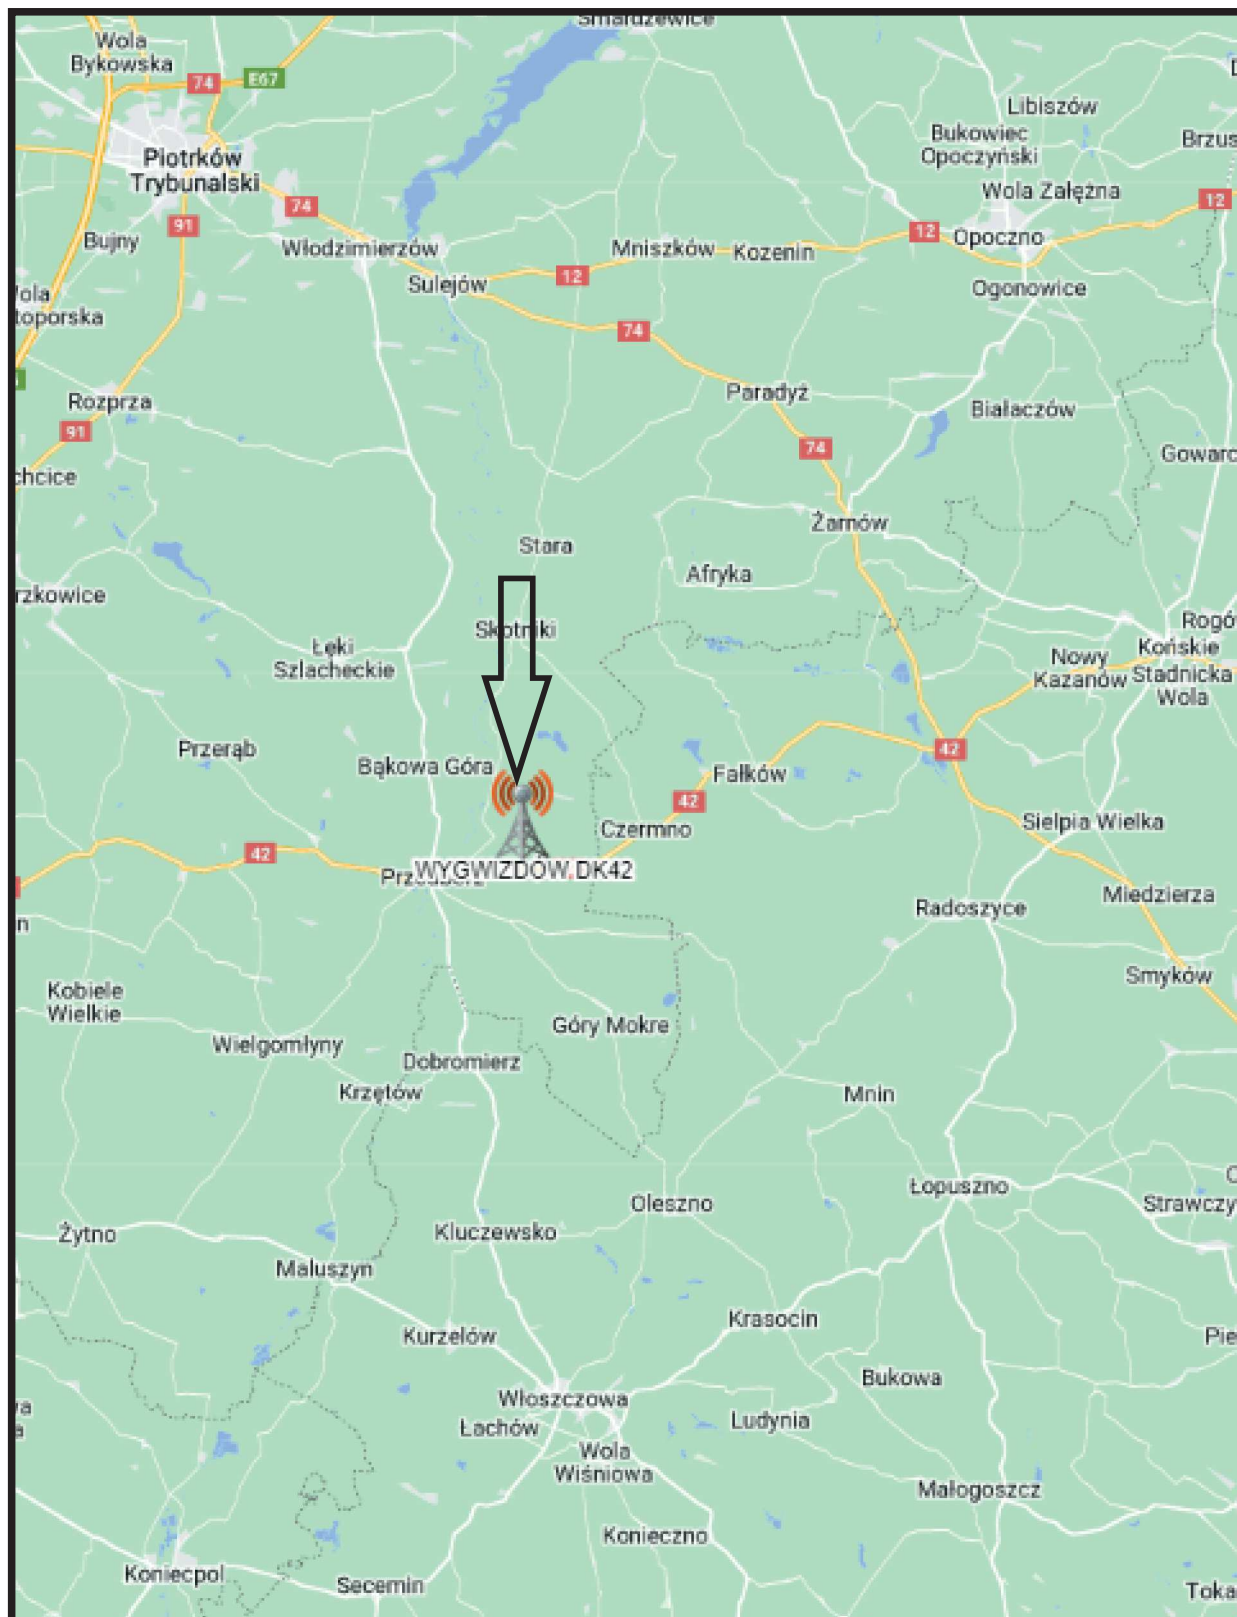 Smardzewice
Wola
Bykowska
74
E67
Libiszów
Bukowiec
Opoczyński
Brzus
Piotrków
Trybunalski
Wola Załężna
12
74
91
12
Opoczno
Bujny
Włodzimierzów
Mniszków
Kozenin
12
Sulejów
Ogonowice
toporska
74
Paradyż
Rozprza
Białaczów
91
74
Gowarc
chcice
Żarnów
Stara
Afryka
rzkowice
Skotniki
Rogów
Łęki
Szlacheckie
Końskie
Nowy
Kazanów
Stadnicka
Wola
Przerąb
42
Bąkowa Góra
Fałków
42
Czermno
Sielpia Wielka
42
WYGWIZDÓW, DK42
Miedzierza
Radoszyce
n
Smyków
Kobiele
Wielkie
Góry Mokre
Wielgomłyny
Dobromierz
Krzętów
Mnin
Łopuszno
Oleszno
Strawczy
Żytno
Kluczewsko
Maluszyn
Krasocin
Kurzelów
Pie
Bukowa
Włoszczowa
Łachów
Ludynia
Wola
Wiśniowa
Małogoszcz
Konieczno
Koniecpol
Secemin
Toka